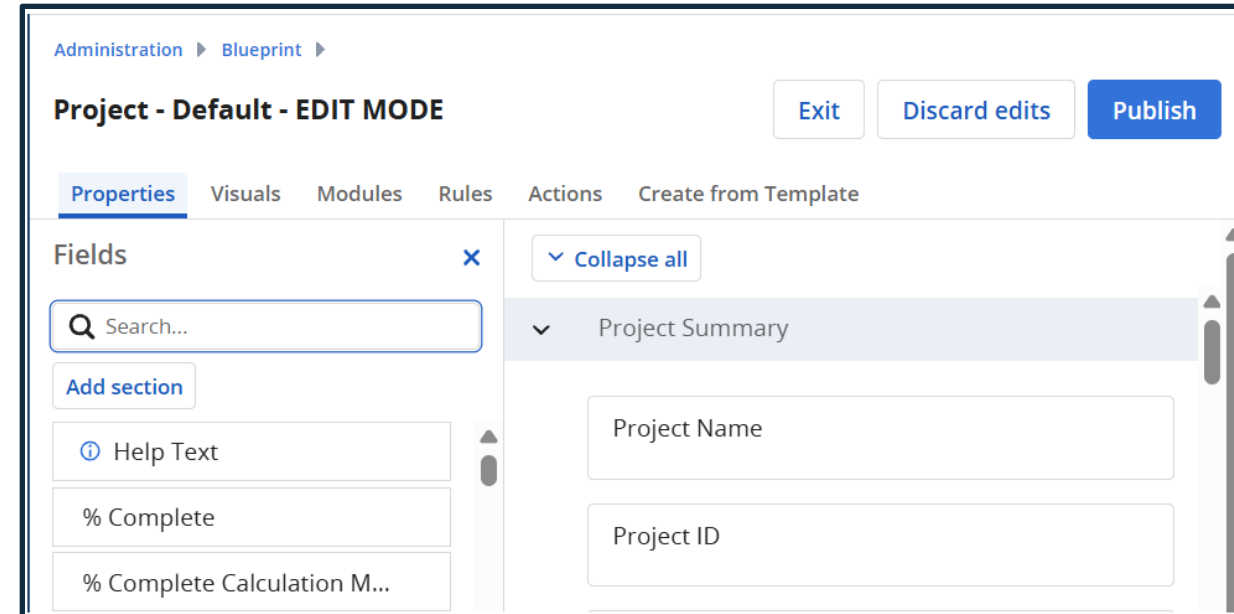 Administration Blueprint
Project - Default - EDIT MODE
Exit Discard edits Publish
Properties Visuals Modules Rules Actions Create from Template
Fields
Search...
Add section
Help Text
% Complete
% Complete Calculation M...
Collapse all
Project Summary
Project Name
Project ID